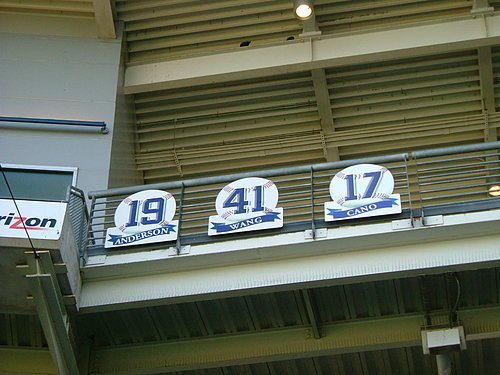 rizon
19
ANDERSON
41
WANG
17
CANO